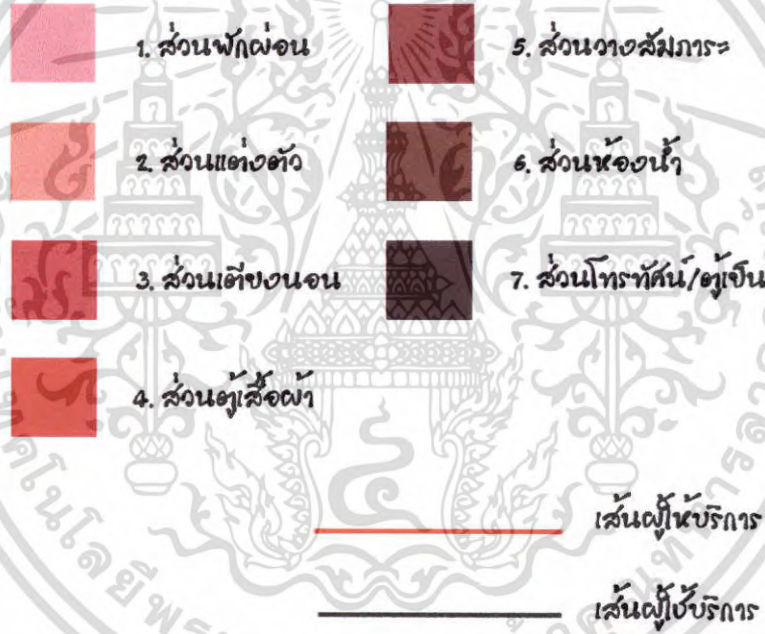 1. ส่วนพักผ่อน
2. ส่วนแต่งตัว
3. ส่วนเตียงนอน
4. ส่วนตู้เสื้อผ้า
5. ส่วนวางสัมภาระ
6. ส่วนห้องน้ำ
7. ส่วนโทรทัศน์/ตู้เย็น
เส้นผู้ให้บริการ
เส้นผู้ใช้บริการ